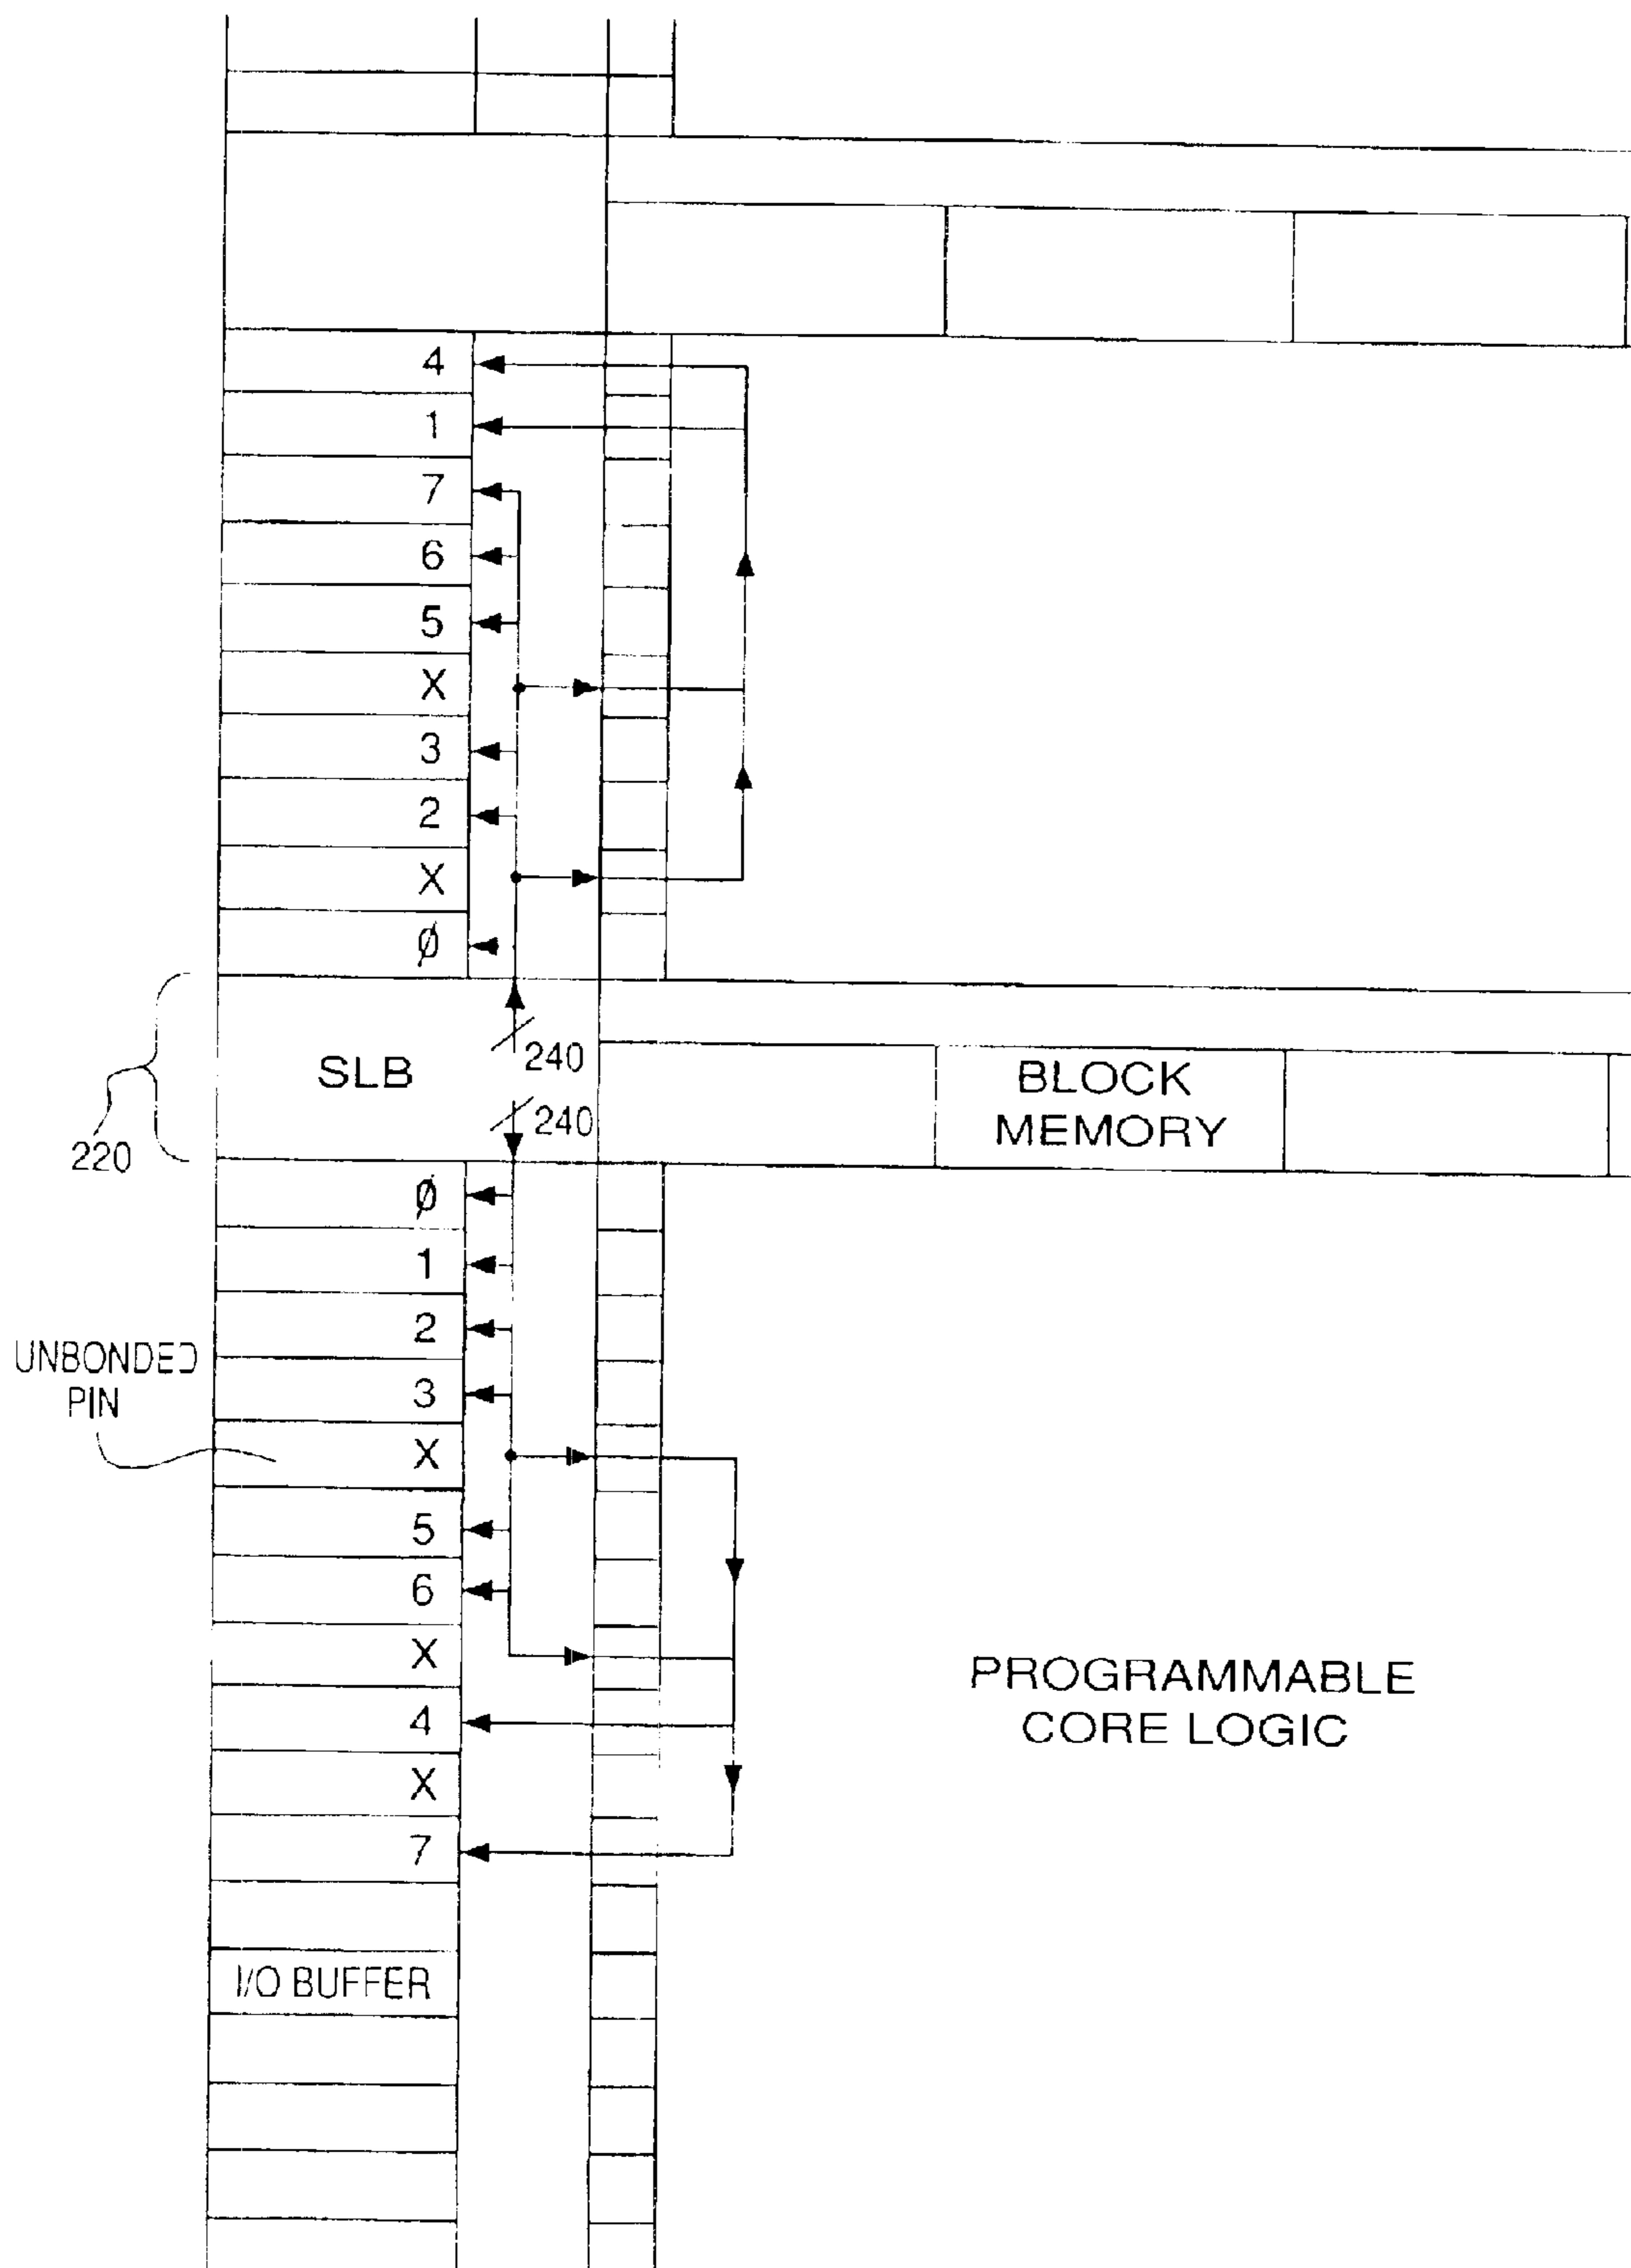 4
1
7
6
5
X
3
2
X
Ø
240
SLB
240
220
BLOCK
MEMORY
Ø
1
2
UNBONDED
PIN
3
X
5
6
X
4
X
7
PROGRAMMABLE
CORE LOGIC
I/O BUFFER